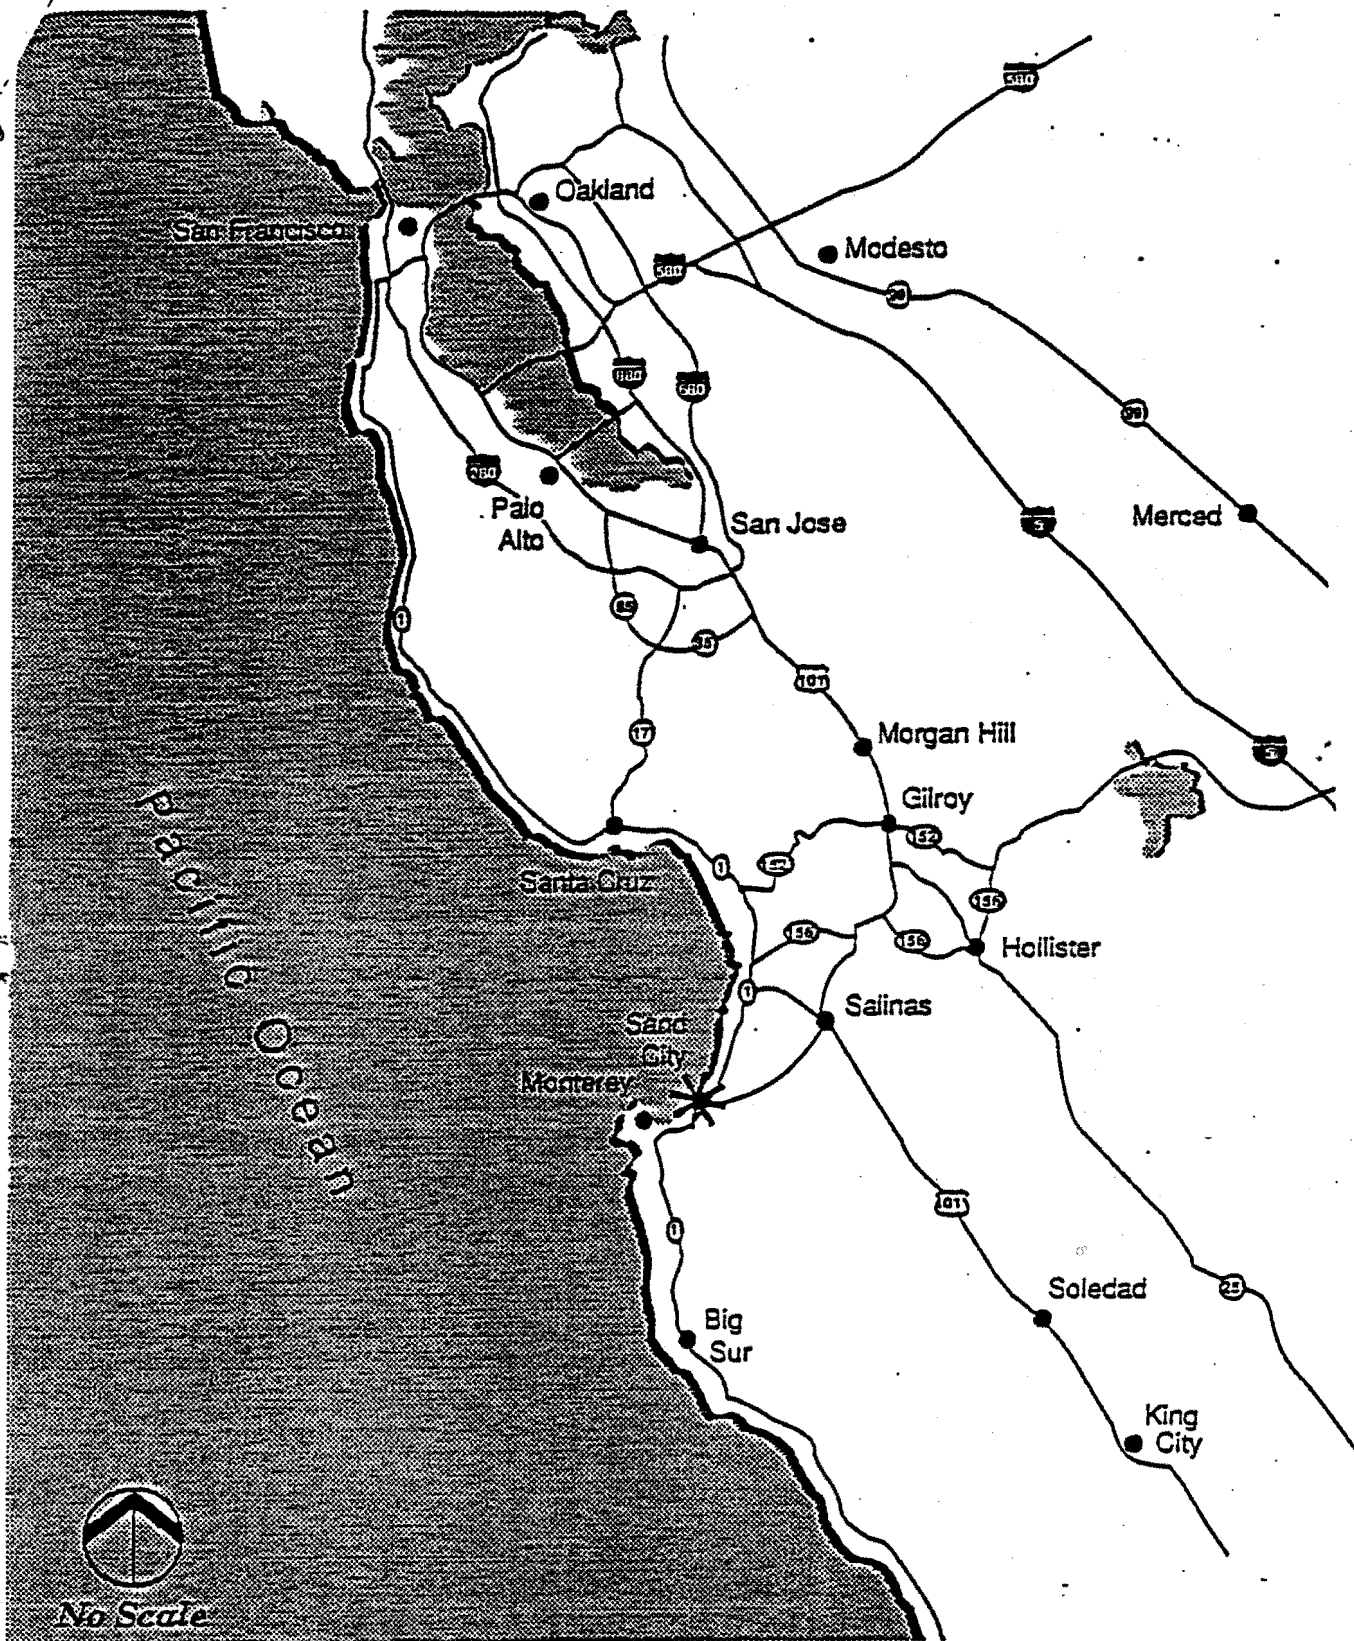 580
Oakland
San Francisco
Modesto
580
99
880
680
99
280
Palo
Alto
San Jose
5
Merced
85
1
85
101
17
Morgan Hill
5
Gilroy
152
1
152
Santa Cruz
156
156
156
Hollister
1
Salinas
Sand
City
Monterey
Pacific Ocean
101
1
Soledad
25
Big
Sur
King
City
No Scale